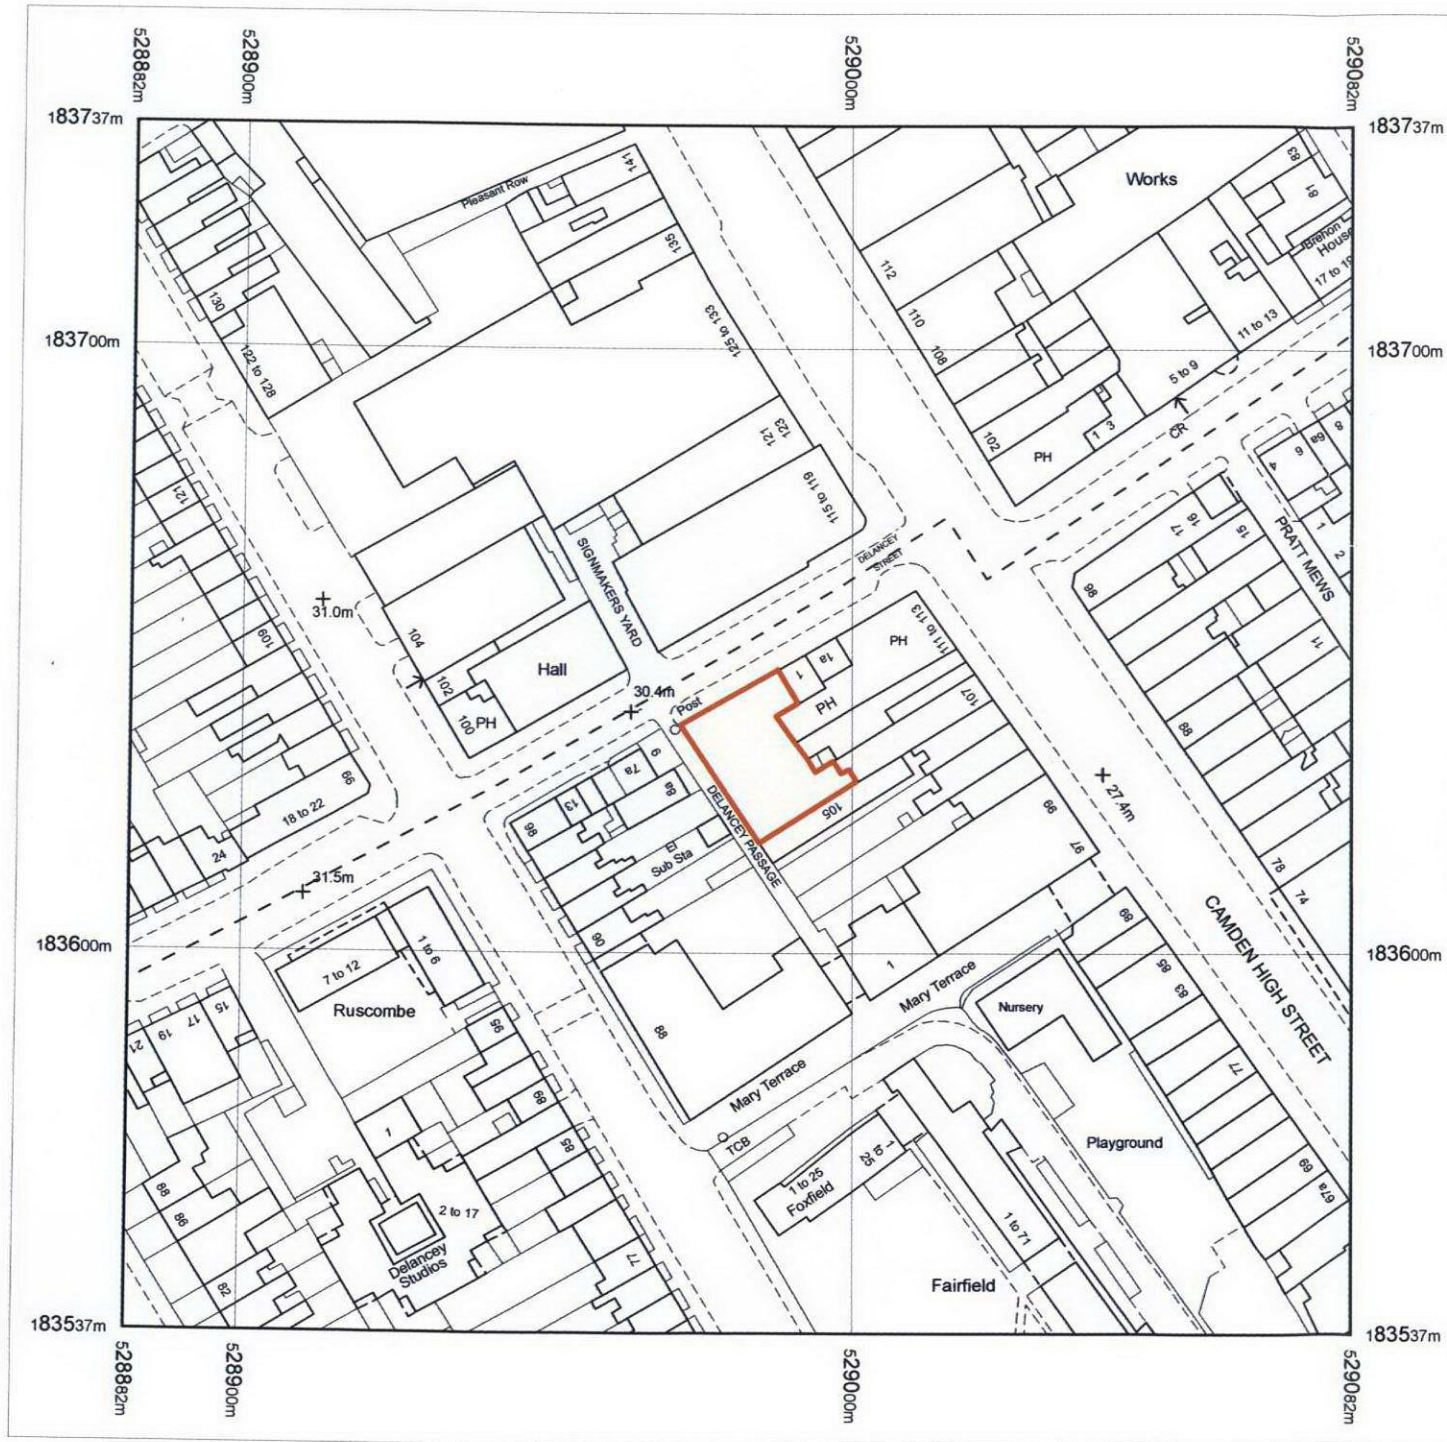 528882m
528900m
529000m
529082m
183737m
183737m
Pleasant Row
141
135
Works
83
81
Brehon
House
17 to 19
130
112
122 to 128
125 to 133
110
108
11 to 13
183700m
183700m
5 to 9
CR
123
121
102
PH
1
3
8
6a
6
4
121
115 to 119
17
16
15
1
2
SIGNMAKERS YARD
DELANCEY
STREET
PRATT MEWS
31.0m
96
109
104
111 to 113
11
Hall
PH
1a
1
102
30.4m
107
100
PH
Post
PH
88
9
7a
8a
99
27.4m
13
98
18 to 22
DELANCEY PASSAGE
105
99
97
24
El
Sub Sta
78
74
31.5m
CAMDEN HIGH STREET
89
183600m
90
183600m
7 to 12
1 to 6
1
85
Mary Terrace
83
Ruscombe
Nursery
15
17
19
21
95
88
77
Mary Terrace
89
1
TCB
Playground
85
1 to 25
Foxfield
1 to 25
69
67a
88
86
2 to 17
1 to 71
Delancey
Studios
82
77
Fairfield
183537m
183537m
528882m
528900m
529000m
529082m